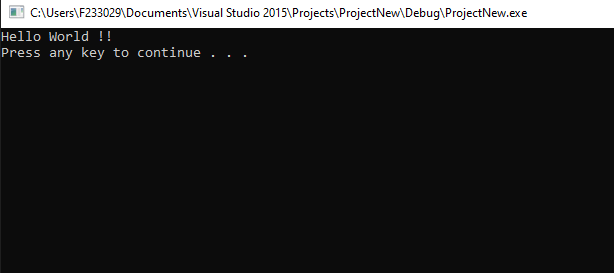 C:\Users\F233029\Documents\Visual Studio 2015\Projects\ProjectNew\Debug\ProjectNew.exe
Hello World !!
Press any key to continue . . .